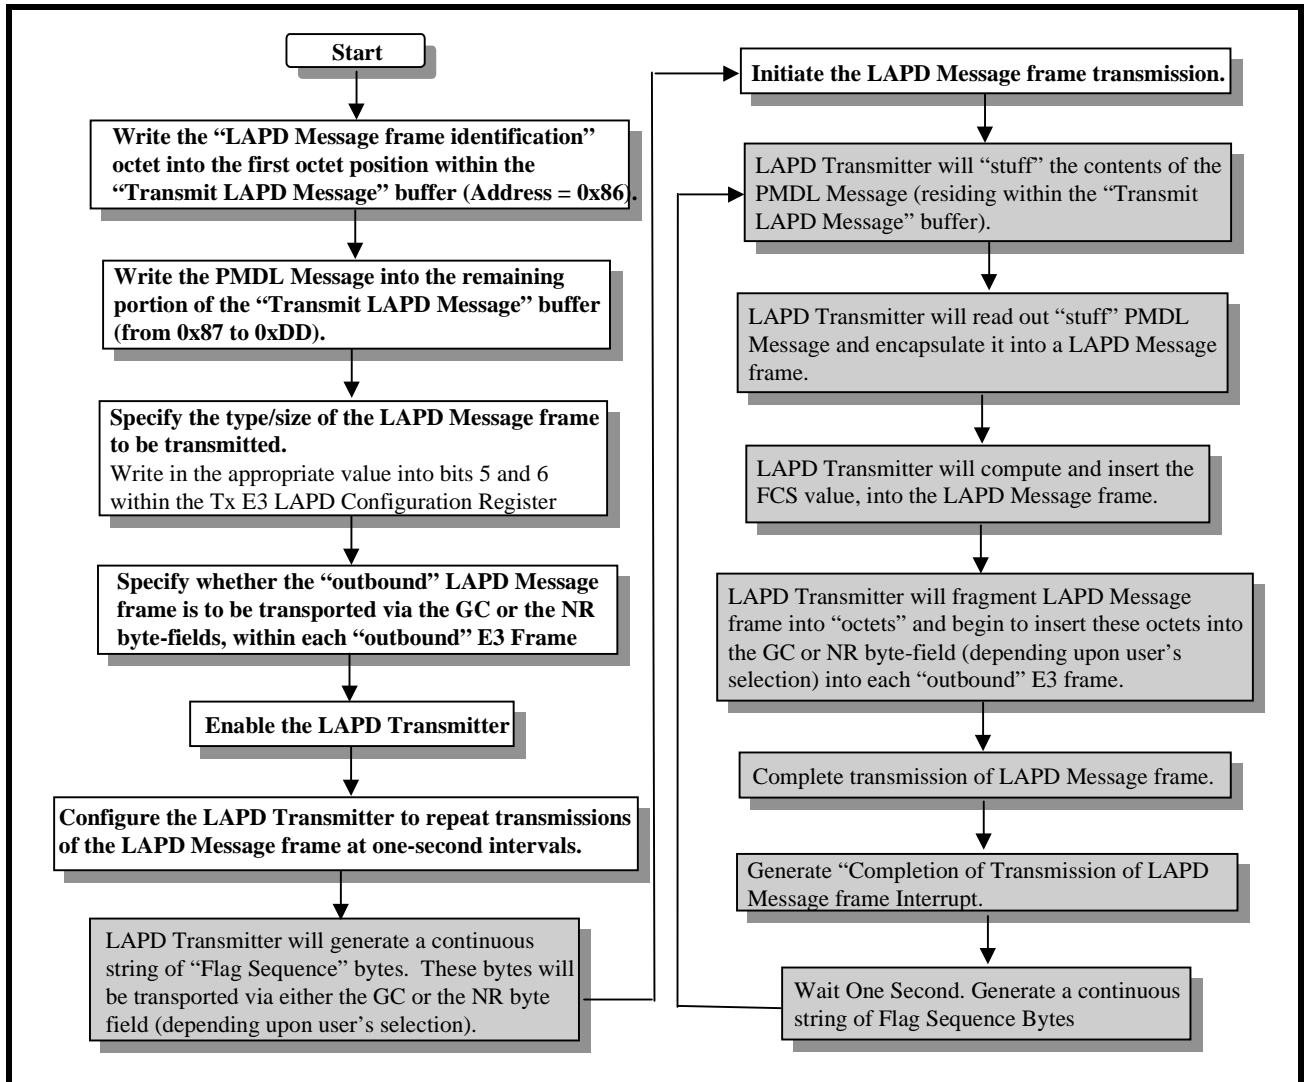 Start
Write the “LAPD Message frame identification”
octet into the first octet position within the
“Transmit LAPD Message” buffer (Address = 0x86).
Write the PMDL Message into the remaining
portion of the “Transmit LAPD Message” buffer
(from 0x87 to 0xDD).
Specify the type/size of the LAPD Message frame
to be transmitted.
Write in the appropriate value into bits 5 and 6
within the Tx E3 LAPD Configuration Register
Specify whether the “outbound” LAPD Message
frame is to be transported via the GC or the NR
byte-fields, within each “outbound” E3 Frame
Enable the LAPD Transmitter
Configure the LAPD Transmitter to repeat transmissions
of the LAPD Message frame at one-second intervals.
LAPD Transmitter will generate a continuous
string of “Flag Sequence” bytes.  These bytes will
be transported via either the GC or the NR byte
field (depending upon user’s selection).
Initiate the LAPD Message frame transmission.
LAPD Transmitter will “stuff” the contents of the
PMDL Message (residing within the “Transmit
LAPD Message” buffer).
LAPD Transmitter will read out “stuff” PMDL
Message and encapsulate it into a LAPD Message
frame.
LAPD Transmitter will compute and insert the
FCS value, into the LAPD Message frame.
LAPD Transmitter will fragment LAPD Message
frame into “octets” and begin to insert these octets into
the GC or NR byte-field (depending upon user’s
selection) into each “outbound” E3 frame.
Complete transmission of LAPD Message frame.
Generate “Completion of Transmission of LAPD
Message frame Interrupt.
Wait One Second. Generate a continuous
string of Flag Sequence Bytes